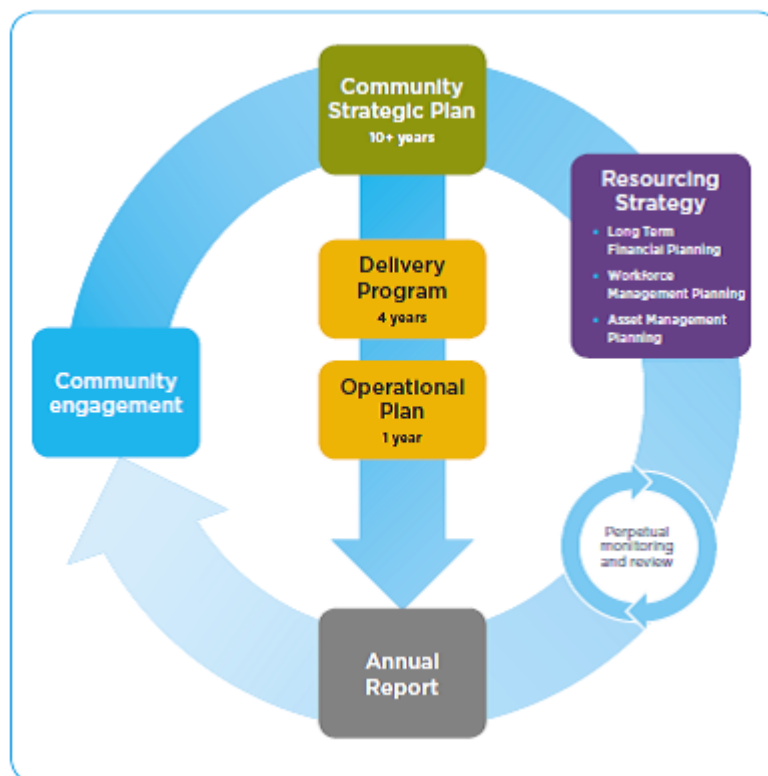 Community
Strategic Plan
10+ years
Resourcing
Strategy
• Long Term
Financial Planning
• Workforce
Management Planning
• Asset Management
Planning
Delivery
Program
4 years
Community
engagement
Operational
Plan
1 year
Perpetual
monitoring
and review
Annual
Report